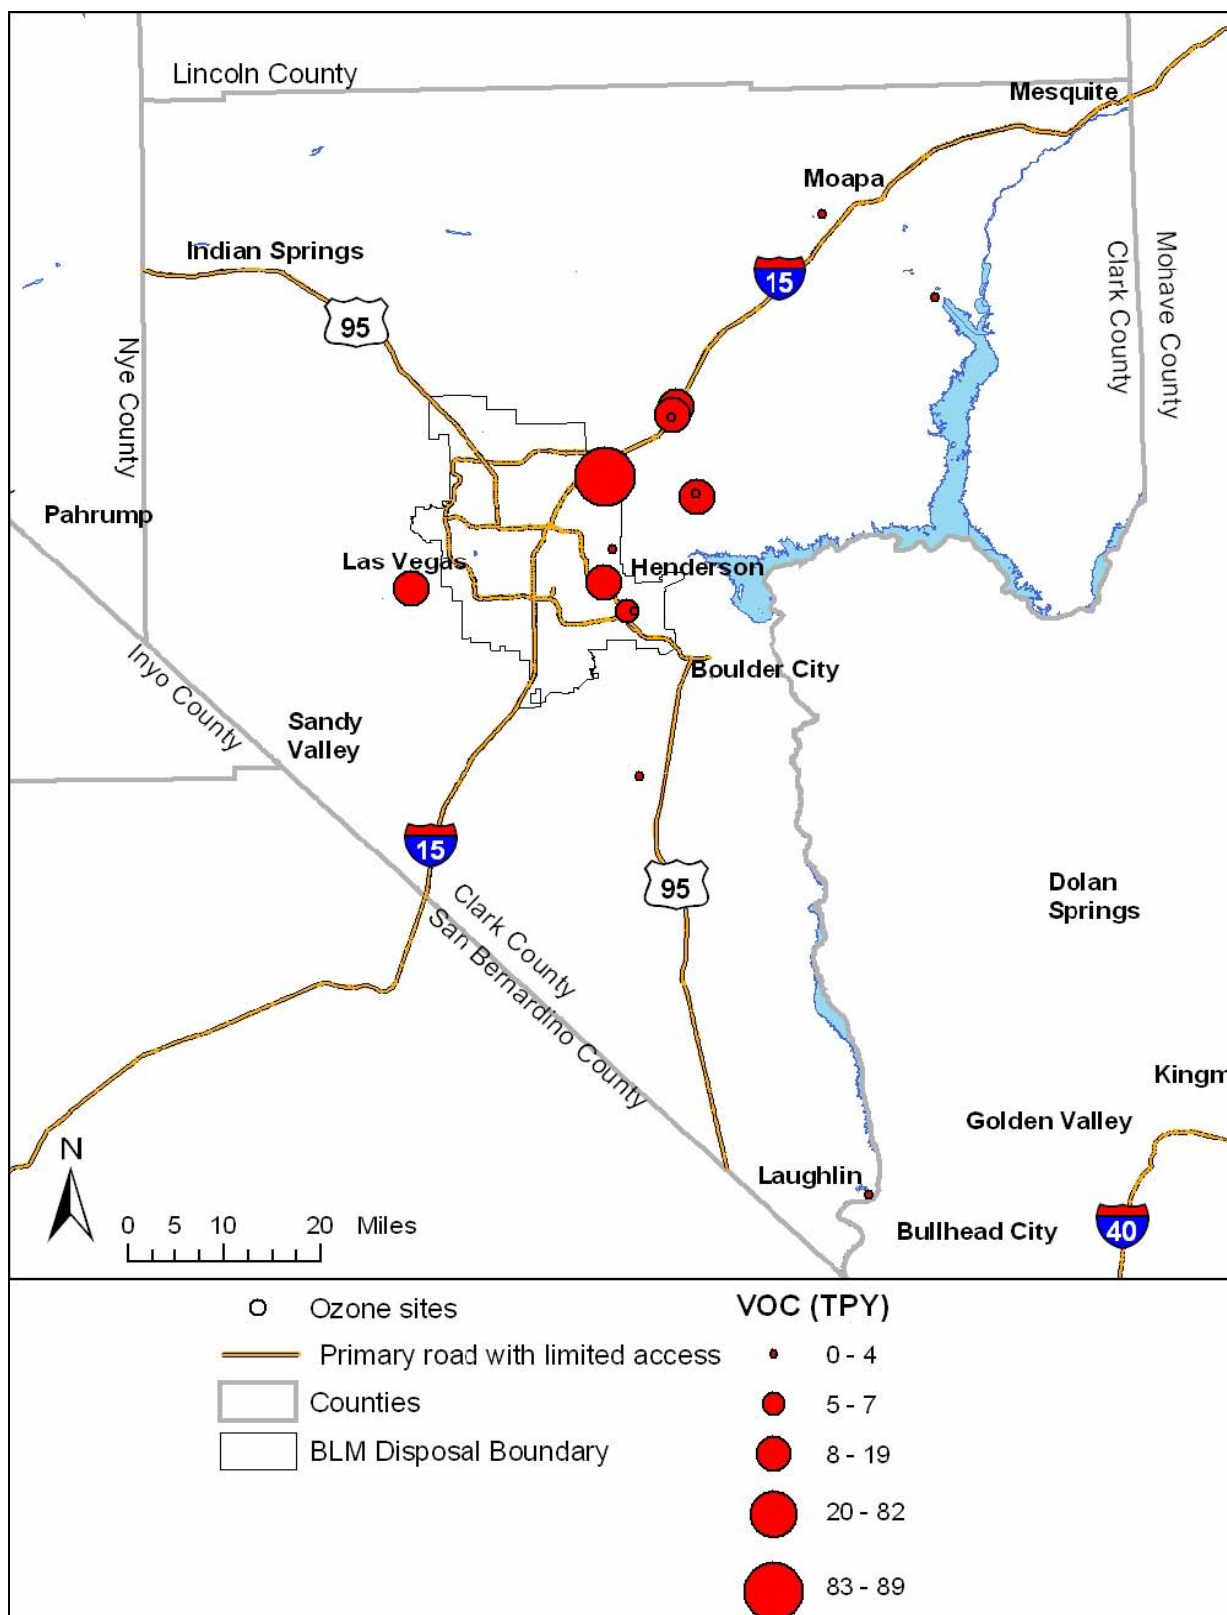 Lincoln County
Mesquite
Moapa
Indian Springs
15
95
Mohave County
Clark County
Nye County
Pahrump
Las Vegas
Henderson
Boulder City
Inyo County
Sandy
Valley
15
95
Dolan
Springs
Clark County
San Bernardino County
Kingm
Golden Valley
N
Laughlin
0 5 10 20 Miles
Bullhead City
40
Ozone sites
Primary road with limited access
Counties
BLM Disposal Boundary
VOC (TPY)
0 - 4
5 - 7
8 - 19
20 - 82
83 - 89